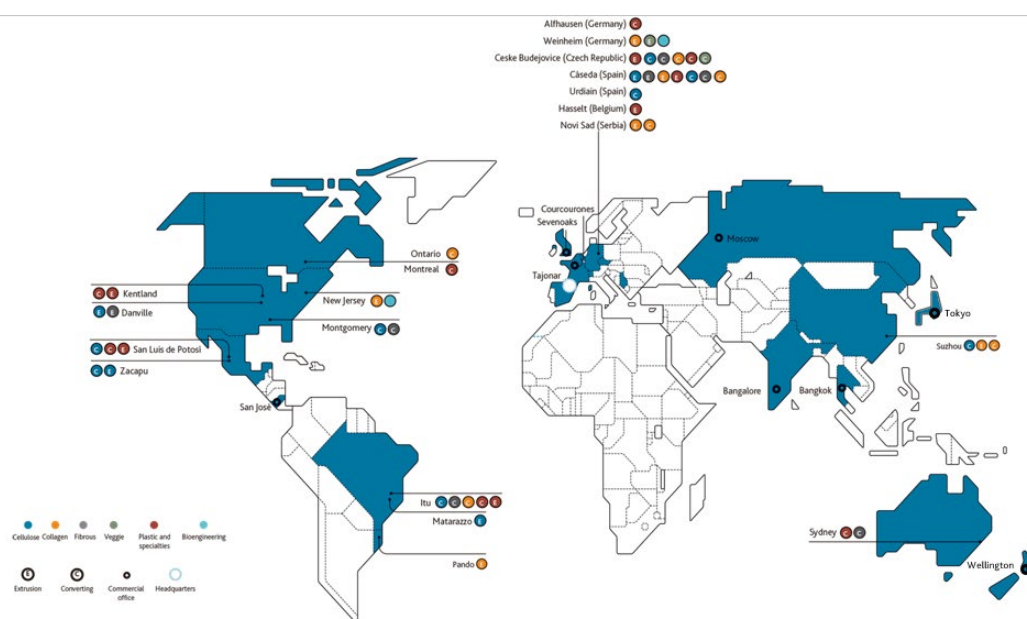 Alfhausen (Germany) C
Weinheim (Germany) E E
Ceske Budejovice (Czech Republic) E C C C C C
Cáseda (Spain) E E E E C C C
Urdiain (Spain) C
Hasselt (Belgium) E
Novi Sad (Serbia) E C
Courcourones
Sevenoaks
Moscow
Ontario C
Montreal C
Tajonar
Kentland C E
New Jersey E
Danville E E
Tokyo
Montgomery C C
Suzhou C E C
San Luis de Potosí C C E
Zacapu C E
Bangalore
Bangkok
San José
Itu C C C C E
Matarazzo E
Sydney C C
Pando E
Wellington
Cellulose Collagen Fibrous Veggie Plastic and specialties Bioengineering
E C
Extrusion Converting Commercial office Headquarters